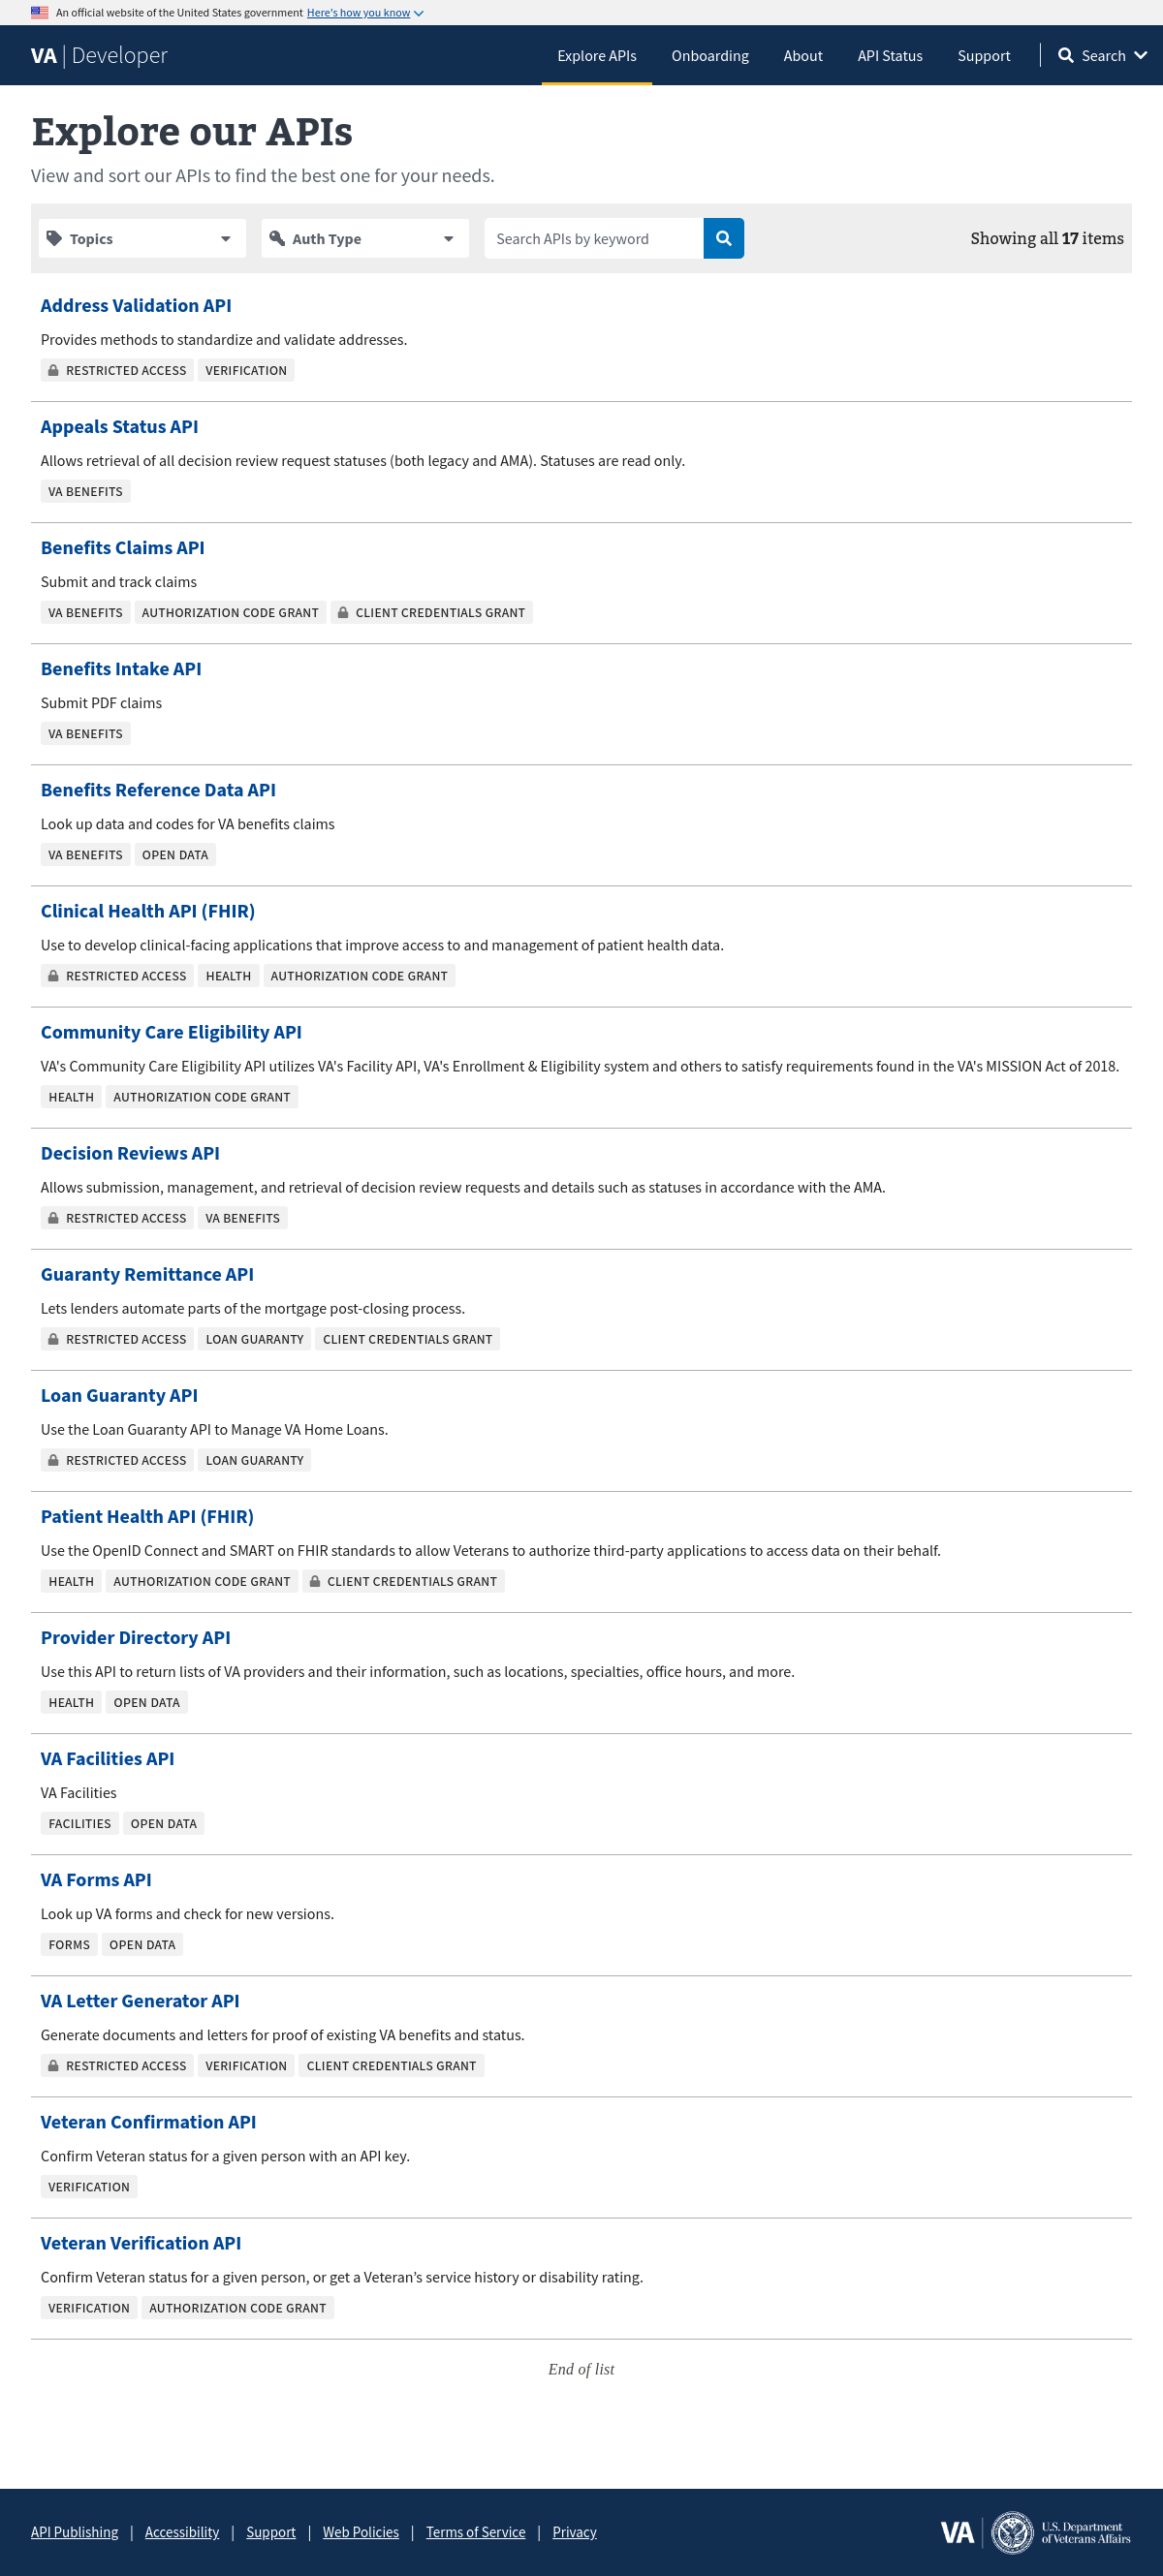 An official website of the United States government Here's how you know
VA | Developer Explore APIs Onboarding About API Status Support Search
Explore our APIs
View and sort our APIs to find the best one for your needs.
Topics Auth Type Search APIs by keyword Showing all 17 items
Address Validation API
Provides methods to standardize and validate addresses.
RESTRICTED ACCESS VERIFICATION
Appeals Status API
Allows retrieval of all decision review request statuses (both legacy and AMA). Statuses are read only.
VA BENEFITS
Benefits Claims API
Submit and track claims
VA BENEFITS AUTHORIZATION CODE GRANT CLIENT CREDENTIALS GRANT
Benefits Intake API
Submit PDF claims
VA BENEFITS
Benefits Reference Data API
Look up data and codes for VA benefits claims
VA BENEFITS OPEN DATA
Clinical Health API (FHIR)
Use to develop clinical-facing applications that improve access to and management of patient health data.
RESTRICTED ACCESS HEALTH AUTHORIZATION CODE GRANT
Community Care Eligibility API
VA's Community Care Eligibility API utilizes VA's Facility API, VA's Enrollment & Eligibility system and others to satisfy requirements found in the VA's MISSION Act of 2018.
HEALTH AUTHORIZATION CODE GRANT
Decision Reviews API
Allows submission, management, and retrieval of decision review requests and details such as statuses in accordance with the AMA.
RESTRICTED ACCESS VA BENEFITS
Guaranty Remittance API
Lets lenders automate parts of the mortgage post-closing process.
RESTRICTED ACCESS LOAN GUARANTY CLIENT CREDENTIALS GRANT
Loan Guaranty API
Use the Loan Guaranty API to Manage VA Home Loans.
RESTRICTED ACCESS LOAN GUARANTY
Patient Health API (FHIR)
Use the OpenID Connect and SMART on FHIR standards to allow Veterans to authorize third-party applications to access data on their behalf.
HEALTH AUTHORIZATION CODE GRANT CLIENT CREDENTIALS GRANT
Provider Directory API
Use this API to return lists of VA providers and their information, such as locations, specialties, office hours, and more.
HEALTH OPEN DATA
VA Facilities API
VA Facilities
FACILITIES OPEN DATA
VA Forms API
Look up VA forms and check for new versions.
FORMS OPEN DATA
VA Letter Generator API
Generate documents and letters for proof of existing VA benefits and status.
RESTRICTED ACCESS VERIFICATION CLIENT CREDENTIALS GRANT
Veteran Confirmation API
Confirm Veteran status for a given person with an API key.
VERIFICATION
Veteran Verification API
Confirm Veteran status for a given person, or get a Veteran’s service history or disability rating.
VERIFICATION AUTHORIZATION CODE GRANT
End of list
API Publishing | Accessibility | Support | Web Policies | Terms of Service | Privacy
VA U.S. Department
of Veterans Affairs